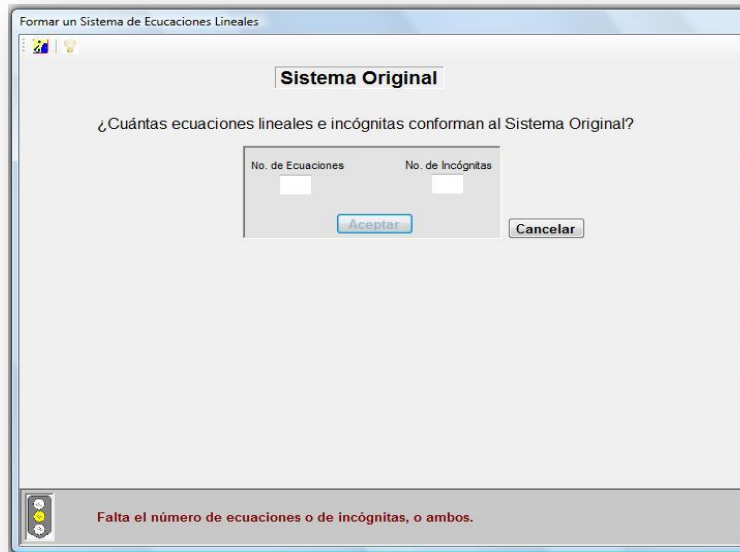 Formar un Sistema de Ecucaciones Lineales
Sistema Original
¿Cuántas ecuaciones lineales e incógnitas conforman al Sistema Original?
No. de Ecuaciones No. de Incógnitas
Aceptar
Cancelar
Falta el número de ecuaciones o de incógnitas, o ambos.